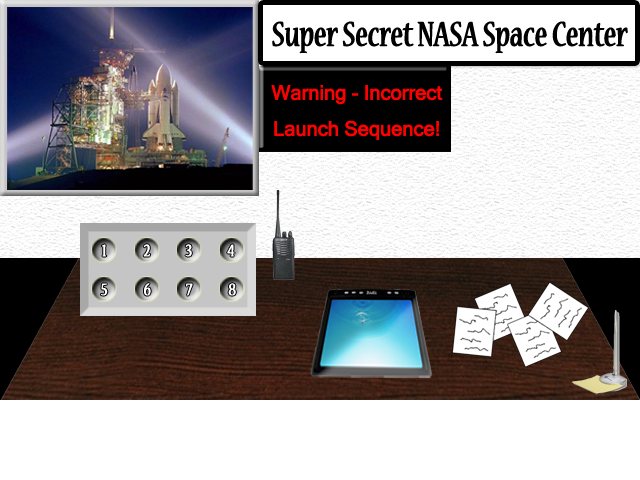 Super Secret NASA Space Center
Warning - Incorrect
Launch Sequence!
1 2 3 4
5 6 7 8